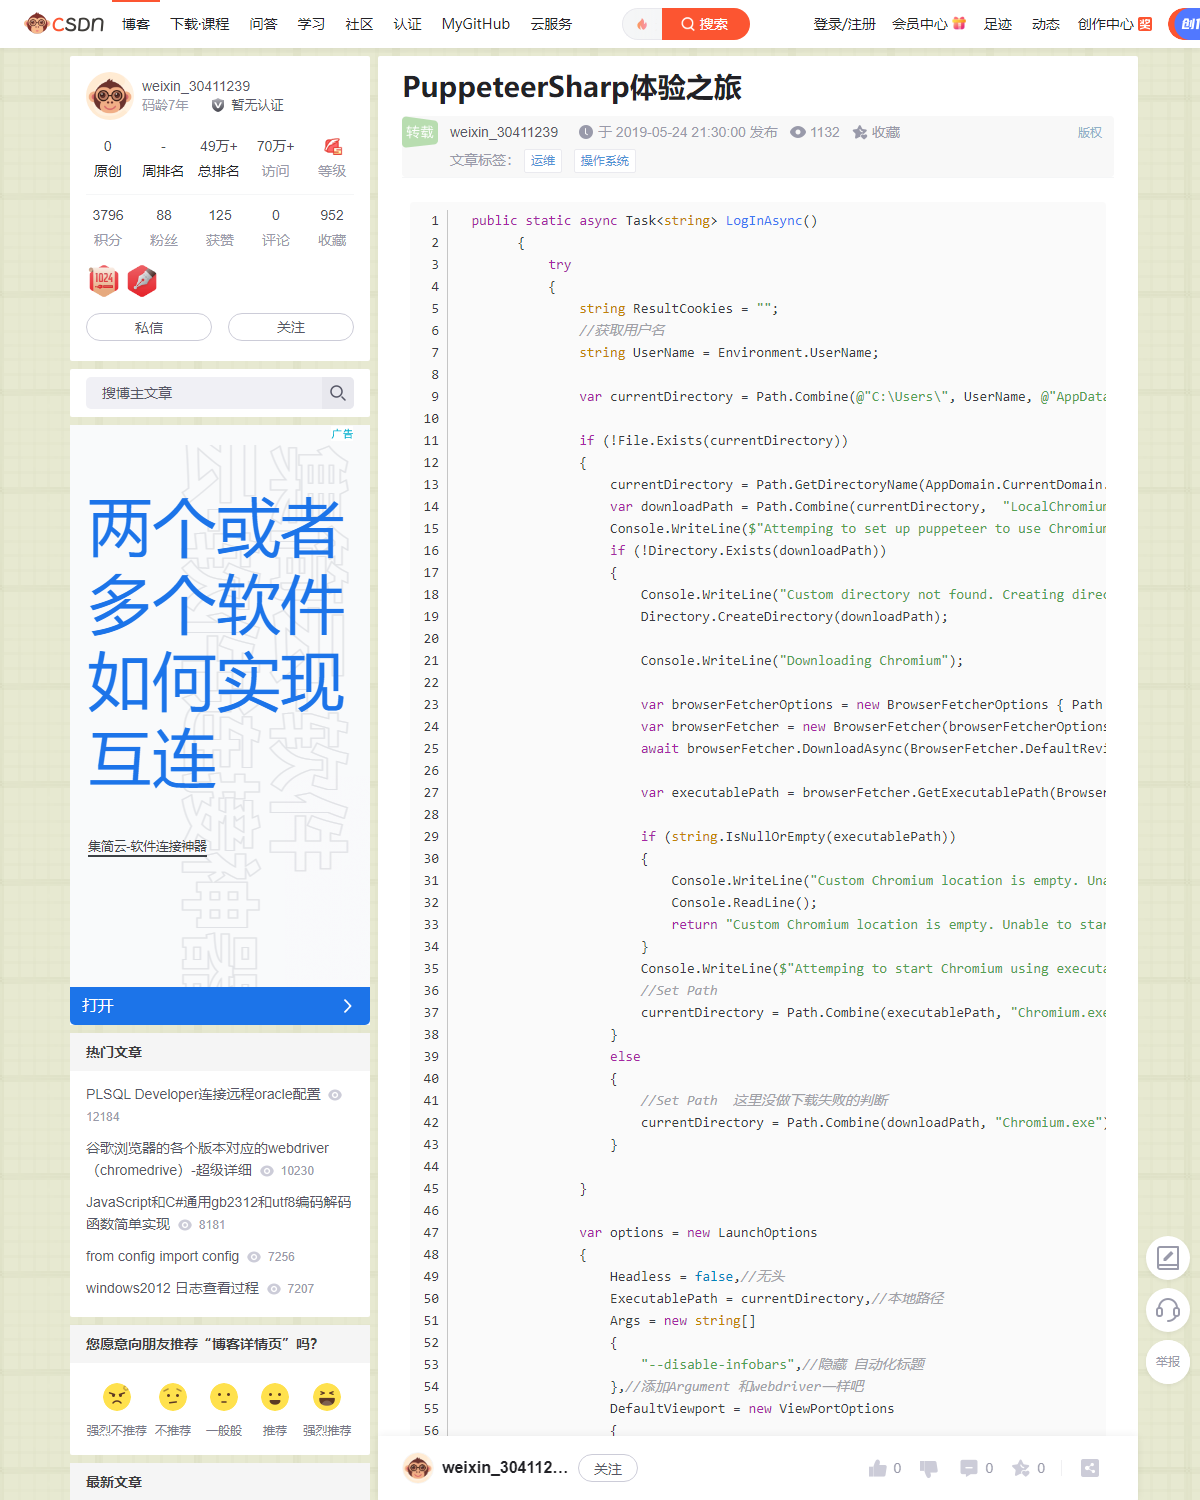 CSDN 博客 下载·课程 问答 学习 社区 认证 MyGitHub 云服务 搜索 登录/注册 会员中心 足迹 动态 创作中心 奖
weixin_30411239
码龄7年 暂无认证
0 - 49万+ 70万+
原创 周排名 总排名 访问 等级
3796 88 125 0 952
积分 粉丝 获赞 评论 收藏
1024
私信 关注
搜博主文章
广告
两个或者
多个软件
如何实现
互连
集简云-软件连接神器
打开
热门文章
PLSQL Developer连接远程oracle配置
12184
谷歌浏览器的各个版本对应的webdriver
（chromedrive）-超级详细 10230
JavaScript和C#通用gb2312和utf8编码解码
函数简单实现 8181
from config import config 7256
windows2012 日志查看过程 7207
您愿意向朋友推荐“博客详情页”吗？
强烈不推荐 不推荐 一般般 推荐 强烈推荐
最新文章
PuppeteerSharp体验之旅
转载 weixin_30411239 于 2019-05-24 21:30:00 发布 1132 收藏 版权
文章标签： 运维 操作系统
1 public static async Task<string> LogInAsync()
2 {
3 try
4 {
5 string ResultCookies = "";
6 //获取用户名
7 string UserName = Environment.UserName;
8
9 var currentDirectory = Path.Combine(@"C:\Users\", UserName, @"AppData
10
11 if (!File.Exists(currentDirectory))
12 {
13 currentDirectory = Path.GetDirectoryName(AppDomain.CurrentDomain.
14 var downloadPath = Path.Combine(currentDirectory, "LocalChromium
15 Console.WriteLine($"Attemping to set up puppeteer to use Chromium
16 if (!Directory.Exists(downloadPath))
17 {
18 Console.WriteLine("Custom directory not found. Creating direc
19 Directory.CreateDirectory(downloadPath);
20
21 Console.WriteLine("Downloading Chromium");
22
23 var browserFetcherOptions = new BrowserFetcherOptions { Path
24 var browserFetcher = new BrowserFetcher(browserFetcherOptions
25 await browserFetcher.DownloadAsync(BrowserFetcher.DefaultRevi
26
27 var executablePath = browserFetcher.GetExecutablePath(Browser
28
29 if (string.IsNullOrEmpty(executablePath))
30 {
31 Console.WriteLine("Custom Chromium location is empty. Una
32 Console.ReadLine();
33 return "Custom Chromium location is empty. Unable to star
34 }
35 Console.WriteLine($"Attemping to start Chromium using executa
36 //Set Path
37 currentDirectory = Path.Combine(executablePath, "Chromium.exe
38 }
39 else
40 {
41 //Set Path 这里没做下载失败的判断
42 currentDirectory = Path.Combine(downloadPath, "Chromium.exe")
43 }
44
45 }
46
47 var options = new LaunchOptions
48 {
49 Headless = false,//无头
50 ExecutablePath = currentDirectory,//本地路径
51 Args = new string[]
52 {
53 "--disable-infobars",//隐藏 自动化标题
54 },//添加Argument 和webdriver一样吧
55 DefaultViewport = new ViewPortOptions
56 {
举报
weixin_304112... 关注 0 0 0